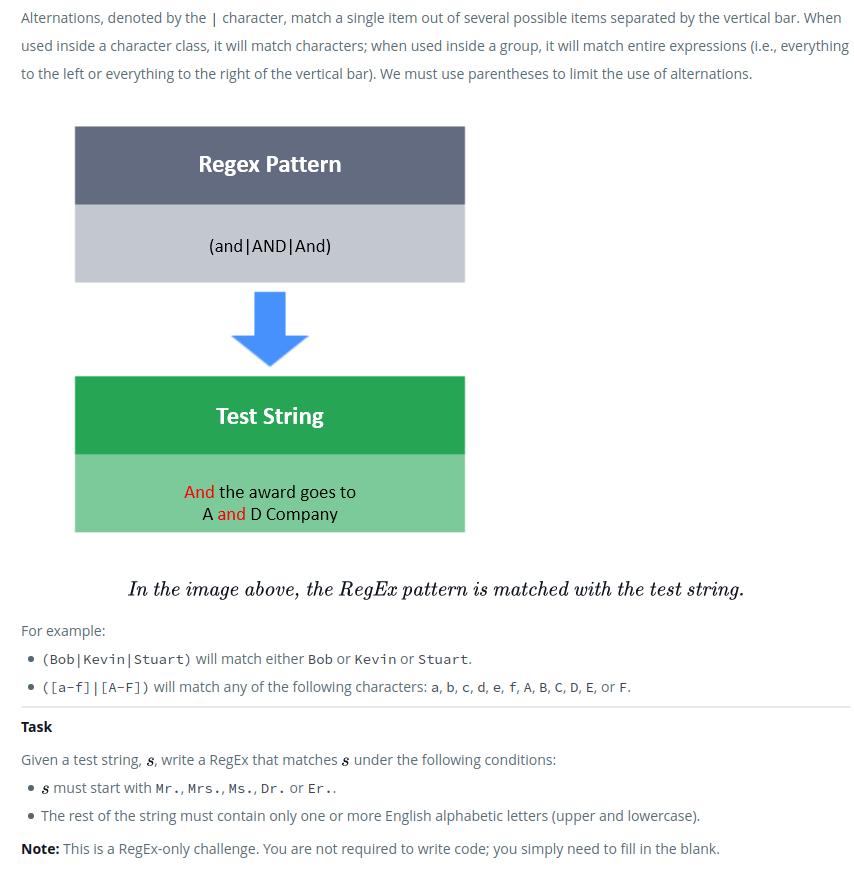 Alternations, denoted by the | character, match a single item out of several possible items separated by the vertical bar. When
used inside a character class, it will match characters; when used inside a group, it will match entire expressions (i.e., everything
to the left or everything to the right of the vertical bar). We must use parentheses to limit the use of alternations.
Regex Pattern
(and|AND|And)
Test String
And the award goes to
A and D Company
In the image above, the RegEx pattern is matched with the test string.
For example:
• (Bob|Kevin|Stuart) will match either Bob or Kevin or Stuart.
• ([a-f]|[A-F]) will match any of the following characters: a, b, c, d, e, f, A, B, C, D, E, or F.
Task
Given a test string, s, write a RegEx that matches s under the following conditions:
• s must start with Mr., Mrs., Ms., Dr. or Er..
• The rest of the string must contain only one or more English alphabetic letters (upper and lowercase).
Note: This is a RegEx-only challenge. You are not required to write code; you simply need to fill in the blank.